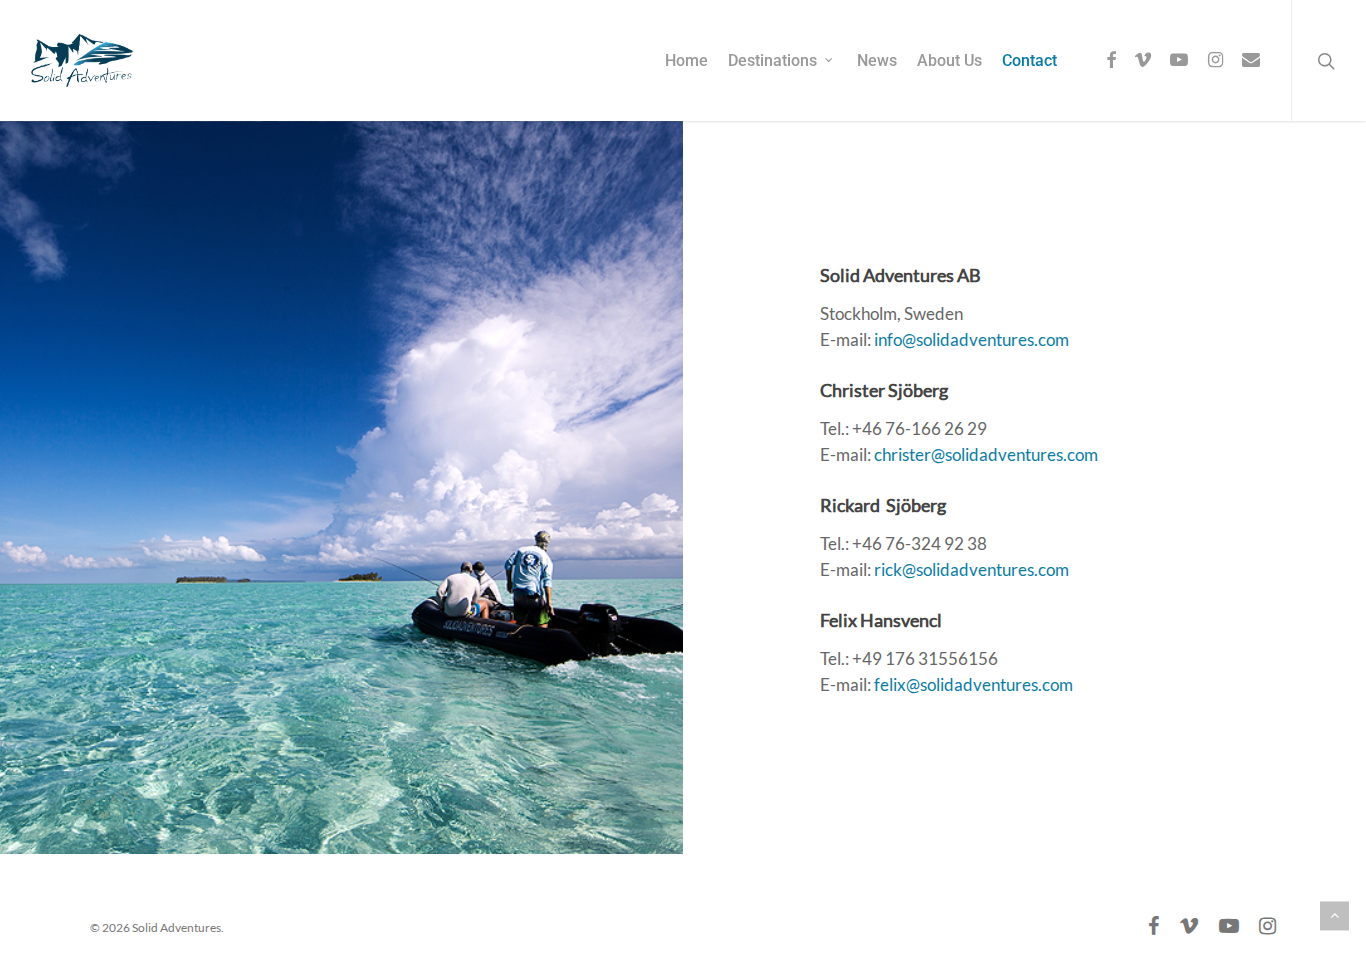 Solid Adventures
Home Destinations News About Us Contact
Solid Adventures AB
Stockholm, Sweden
E-mail: info@solidadventures.com
Christer Sjöberg
Tel.: +46 76-166 26 29
E-mail: christer@solidadventures.com
Rickard Sjöberg
Tel.: +46 76-324 92 38
E-mail: rick@solidadventures.com
Felix Hansvencl
Tel.: +49 176 31556156
E-mail: felix@solidadventures.com
SOLIDADVENTURES
© 2026 Solid Adventures.